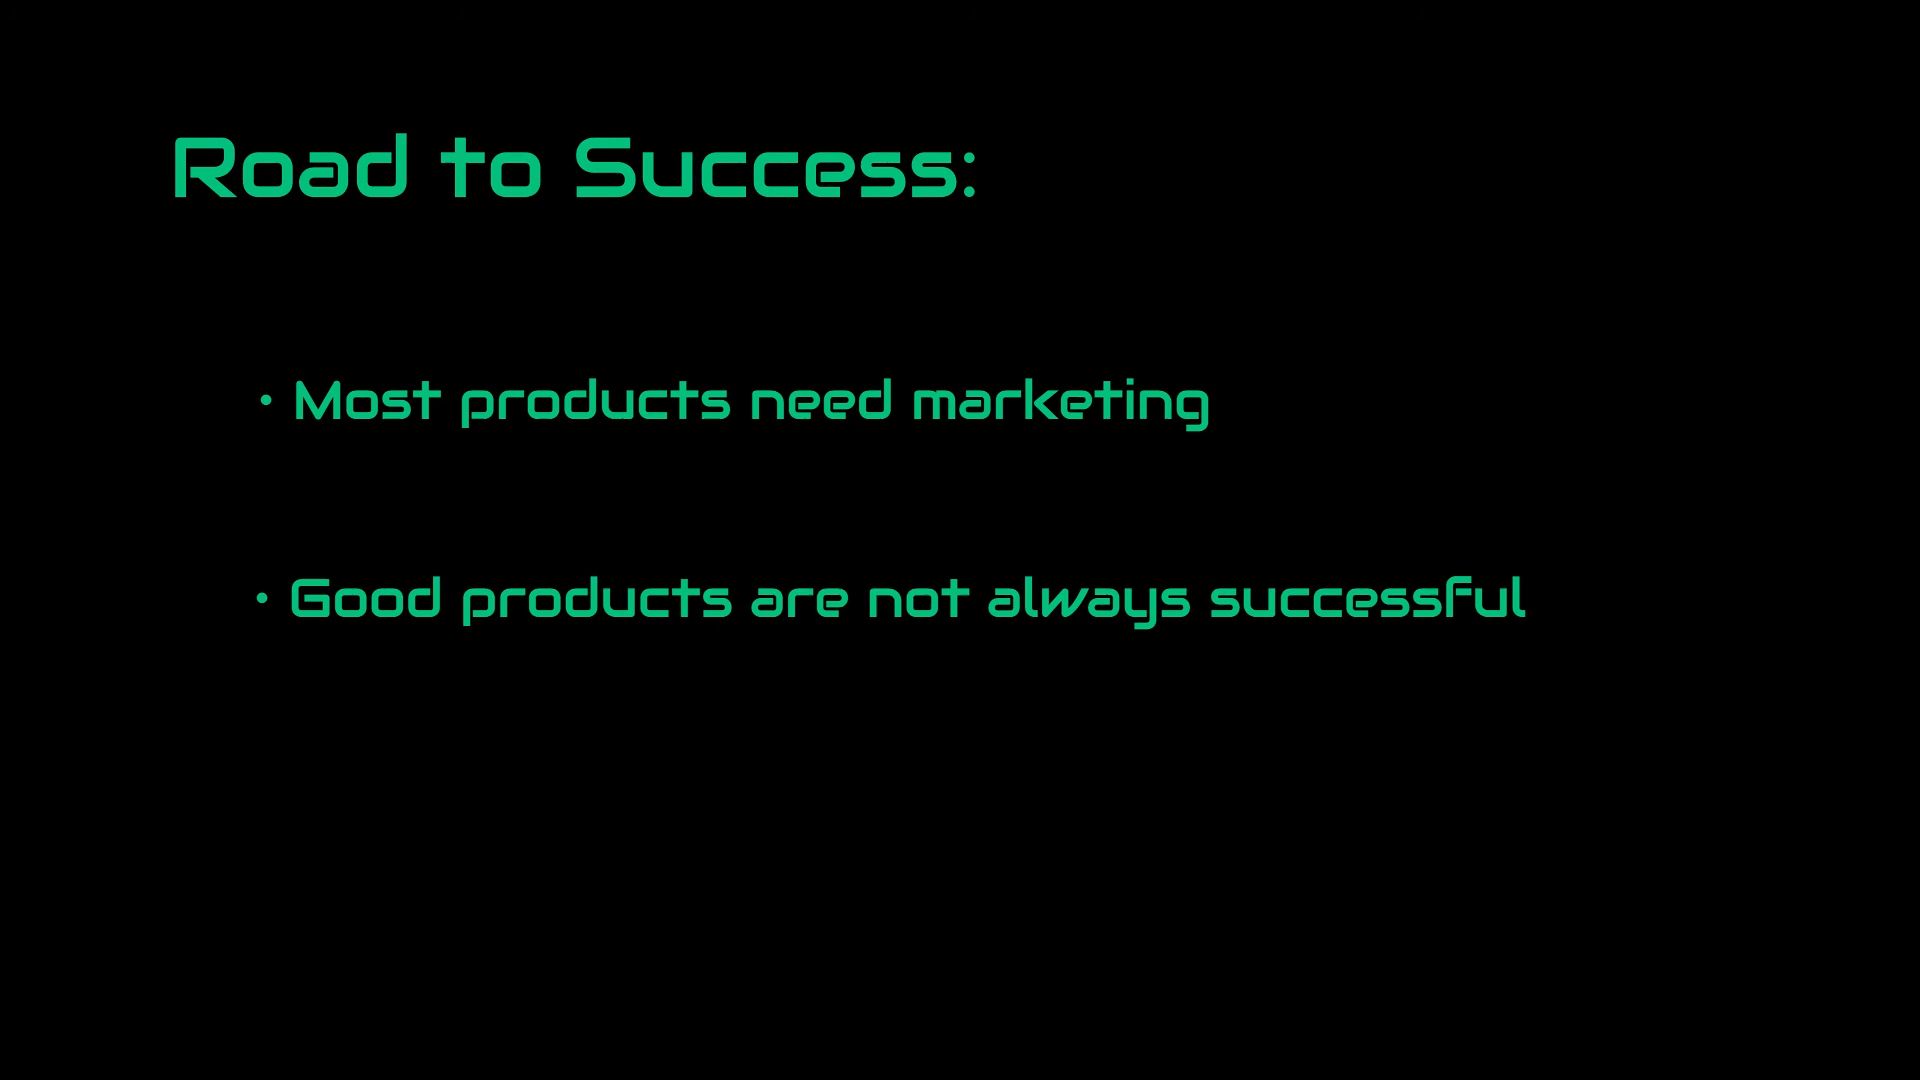 Road to Success:
• Most products need marketing
• Good products are not always successful